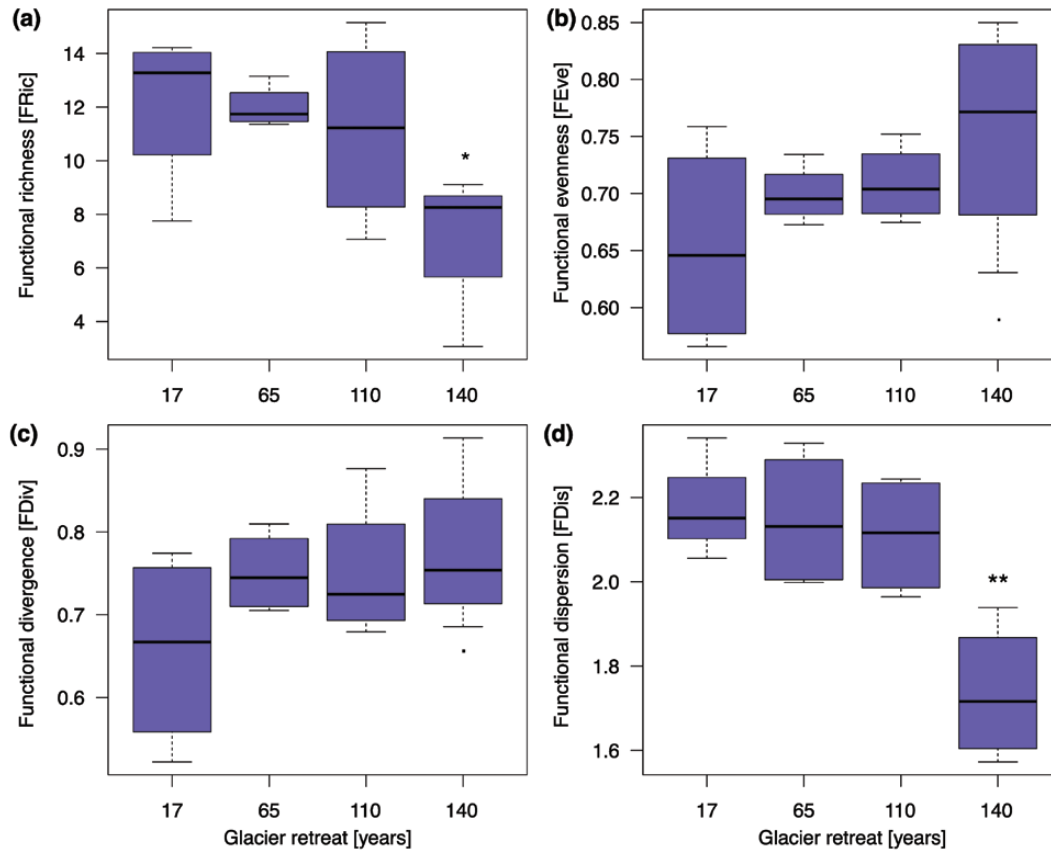 (a)
Functional richness [FRic]
14
12
10
8
6
4
*
17 65 110 140
(b)
Functional evenness [FEve]
0.85
0.80
0.75
0.70
0.65
0.60
17 65 110 140
(c)
Functional divergence [FDiv]
0.9
0.8
0.7
0.6
17 65 110 140
Glacier retreat [years]
(d)
Functional dispersion [FDis]
2.2
2.0
1.8
1.6
**
17 65 110 140
Glacier retreat [years]